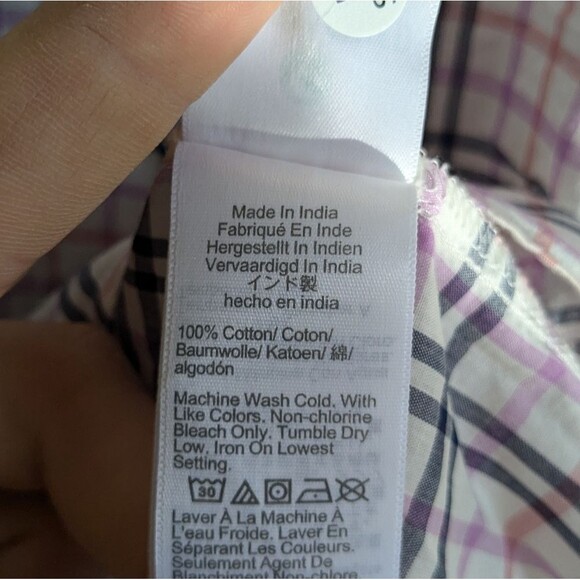 Made In India
Fabriqué En Inde
Hergestellt In Indien
Vervaardigd In India
インド製
hecho en india
100% Cotton/ Coton/
Baumwolle/ Katoen/ 綿/
algodón
Machine Wash Cold. With
Like Colors. Non-chlorine
Bleach Only. Tumble Dry
Low. Iron On Lowest
Setting.
30
Laver À La Machine À
L'eau Froide. Laver En
Séparant Les Couleurs.
Seulement Agent De
Blanchiment Non-chlore